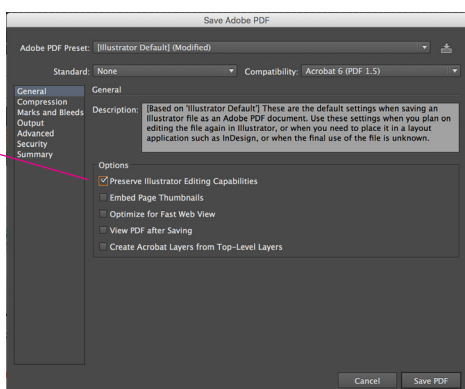 Save Adobe PDF
Adobe PDF Preset: [Illustrator Default] (Modified)
Standard: None Compatibility: Acrobat 6 (PDF 1.5)
General
Compression
Marks and Bleeds
Output
Advanced
Security
Summary
General
Description: [Based on 'Illustrator Default'] These are the default settings when saving an
Illustrator file as an Adobe PDF document. Use these settings when you plan on
editing the file again in Illustrator, or when you need to place it in a layout
application such as InDesign, or when the final use of the file is unknown.
Options
Preserve Illustrator Editing Capabilities
Embed Page Thumbnails
Optimize for Fast Web View
View PDF after Saving
Create Acrobat Layers from Top-Level Layers
Cancel Save PDF